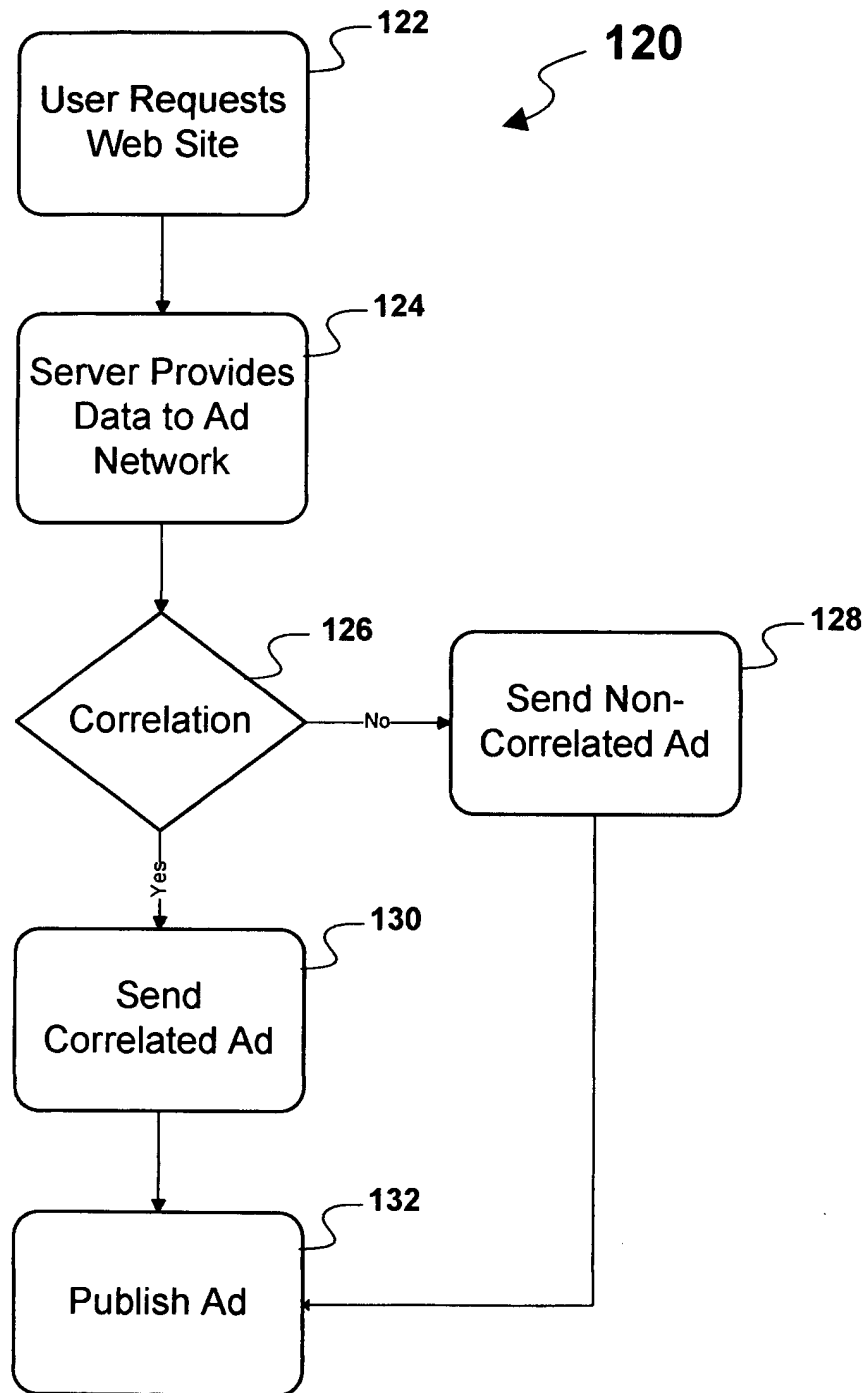 122
120
User Requests
Web Site
124
Server Provides
Data to Ad
Network
126
Correlation
No
128
Send Non-
Correlated Ad
Yes
130
Send
Correlated Ad
132
Publish Ad